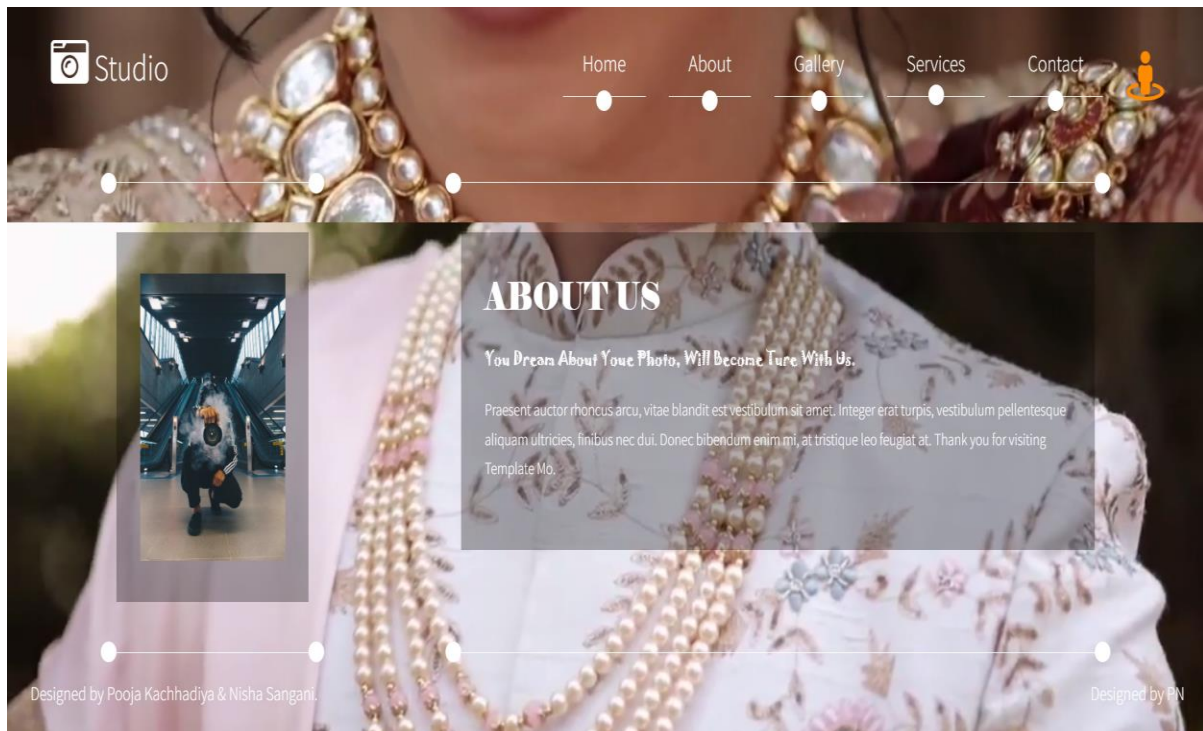 Studio
Home About Gallery Services Contact
ABOUT US
You Dream About Youe Photo, Will Become Ture With Us.
Praesent auctor rhoncus arcu, vitae blandit est vestibulum sit amet. Integer erat turpis, vestibulum pellentesque
aliquam ultricies, finibus nec dui. Donec bibendum enim mi, at tristique leo feugiat at. Thank you for visiting
Template Mo.
Designed by Pooja Kachhadiya & Nisha Sangani.
Designed by PN